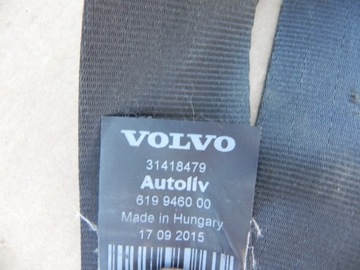 VOLVO
31418479
Autoliv
619 9460 00
Made in Hungary
17 09 2015